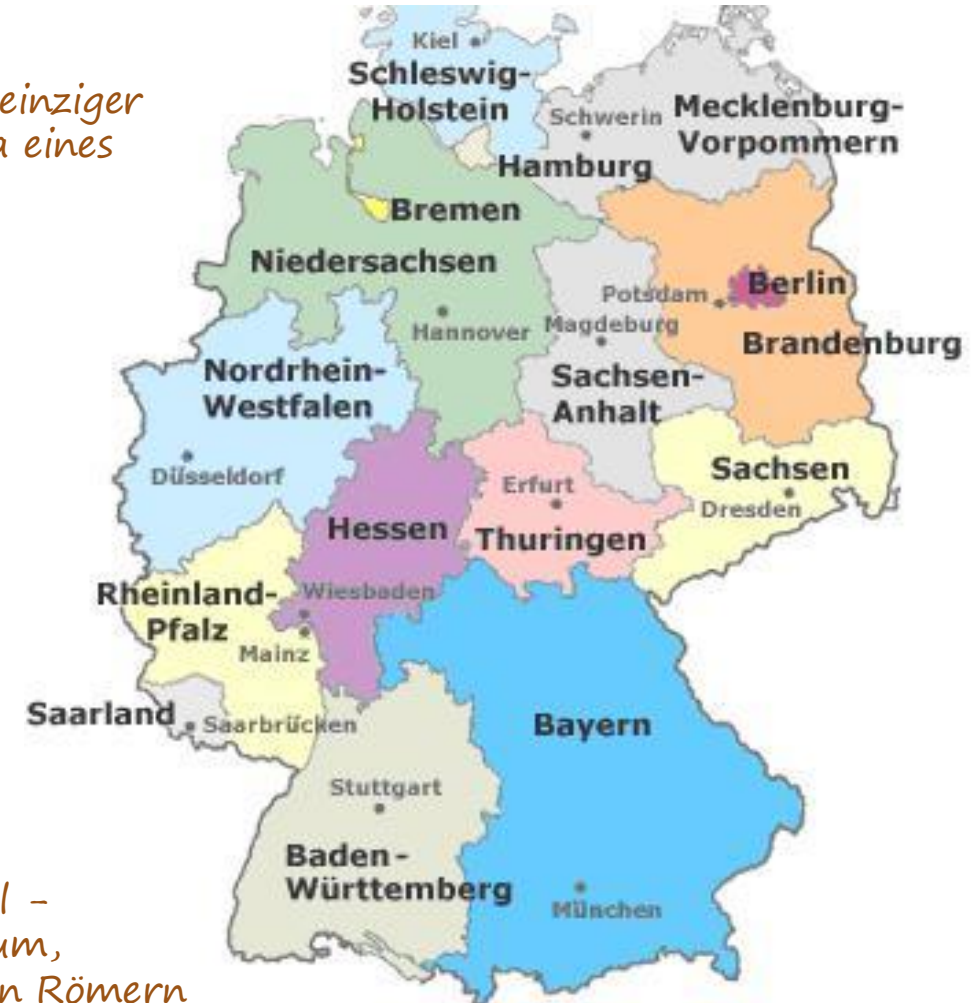 einziger
eines
Kiel
Schleswig-
Holstein
Schwerin
Mecklenburg-
Vorpommern
Hamburg
Bremen
Niedersachsen
Hannover
Potsdam
Berlin
Magdeburg
Brandenburg
Nordrhein-
Westfalen
Sachsen-
Anhalt
Düsseldorf
Hessen
Erfurt
Thuringen
Sachsen
Dresden
Rheinland-
Pfalz
Wiesbaden
Mainz
Saarland
Saarbrücken
Bayern
Stuttgart
Baden-
Württemberg
München
l -
um,
n Römern